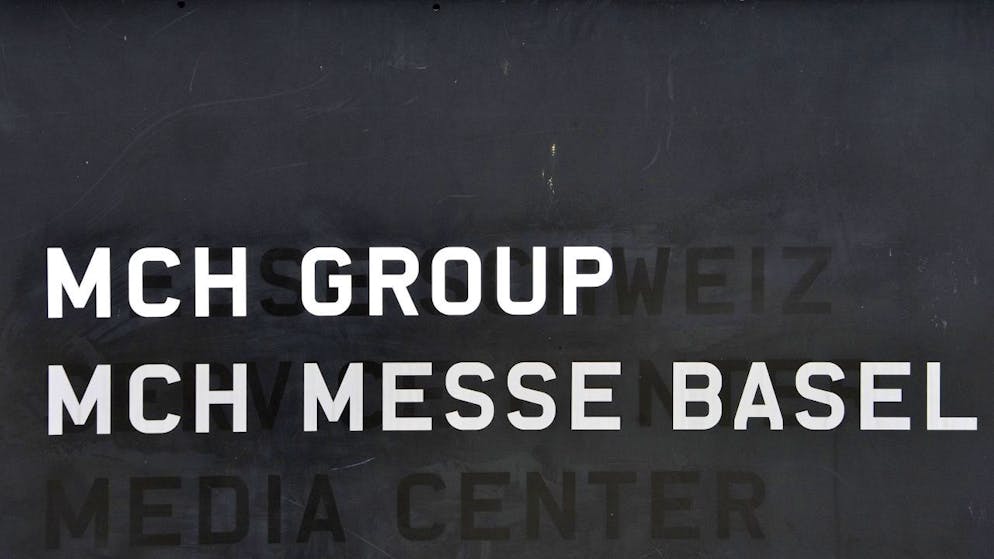 MCH GROUP
MCH MESSE BASEL
MEDIA CENTER